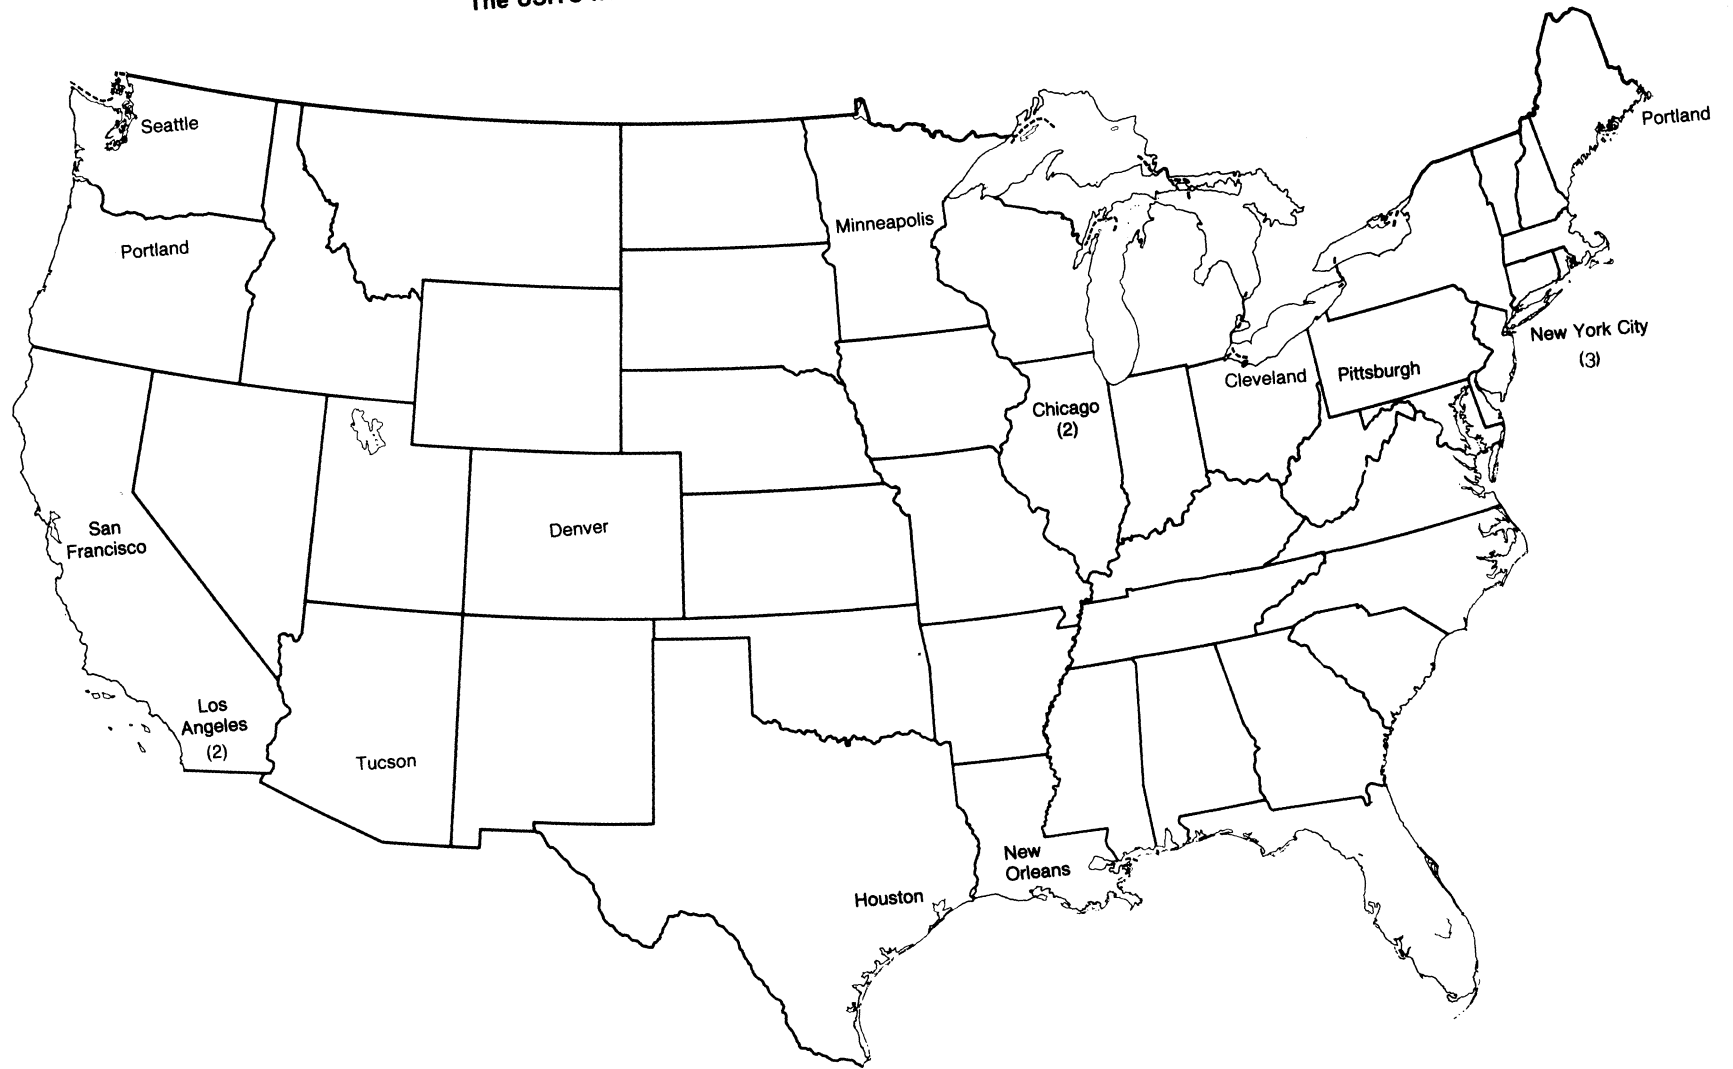 The
Seattle
Portland
Portland
Minneapolis
New York City
(3)
Cleveland
Pittsburgh
Chicago
(2)
San
Francisco
Denver
Los
Angeles
(2)
Tucson
New
Orleans
Houston